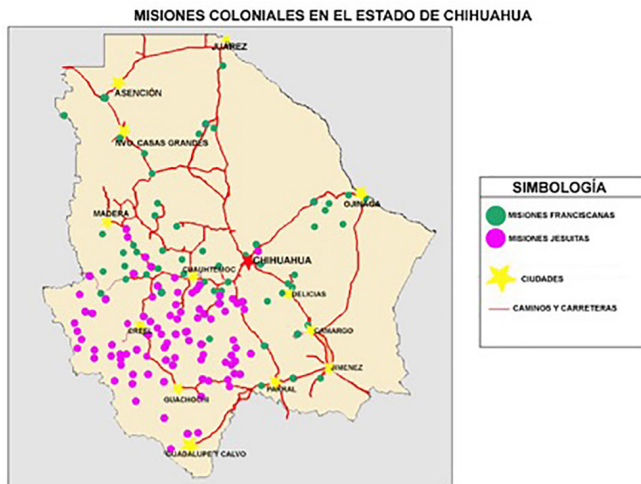 MISIONES COLONIALES EN EL ESTADO DE CHIHUAHUA
JUÁREZ
ASENCIÓN
NVO. CASAS GRANDES
MADERA
OJINAGA
CHIHUAHUA
CUAUHTEMOC
DELICIAS
CREEL
CAMARGO
JIMENEZ
PARRAL
GUACHOCHI
GUADALUPE Y CALVO
SIMBOLOGÍA
MISIONES FRANCISCANAS
MISIONES JESUITAS
CIUDADES
CAMINOS Y CARRETERAS